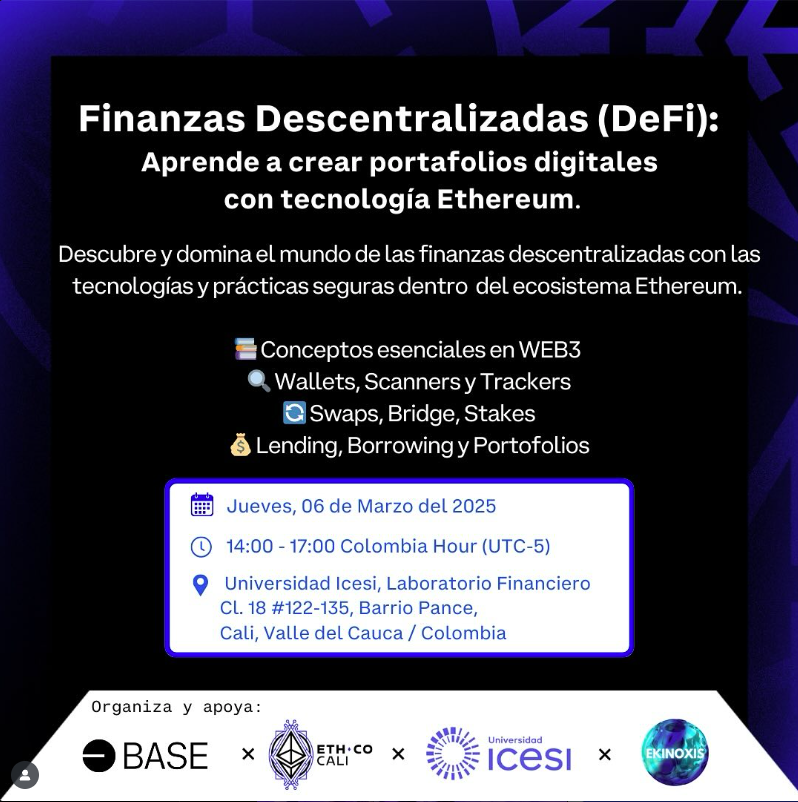 Finanzas Descentralizadas (DeFi):
Aprende a crear portafolios digitales
con tecnología Ethereum.
Descubre y domina el mundo de las finanzas descentralizadas con las
tecnologías y prácticas seguras dentro del ecosistema Ethereum.
📚 Conceptos esenciales en WEB3
🔍 Wallets, Scanners y Trackers
🔄 Swaps, Bridge, Stakes
💰 Lending, Borrowing y Portofolios
Jueves, 06 de Marzo del 2025
14:00 - 17:00 Colombia Hour (UTC-5)
Universidad Icesi, Laboratorio Financiero
Cl. 18 #122-135, Barrio Pance,
Cali, Valle del Cauca / Colombia
Organiza y apoya:
BASE × ETH·CO
CALI
× Universidad
ICESI
× EKINOXIS